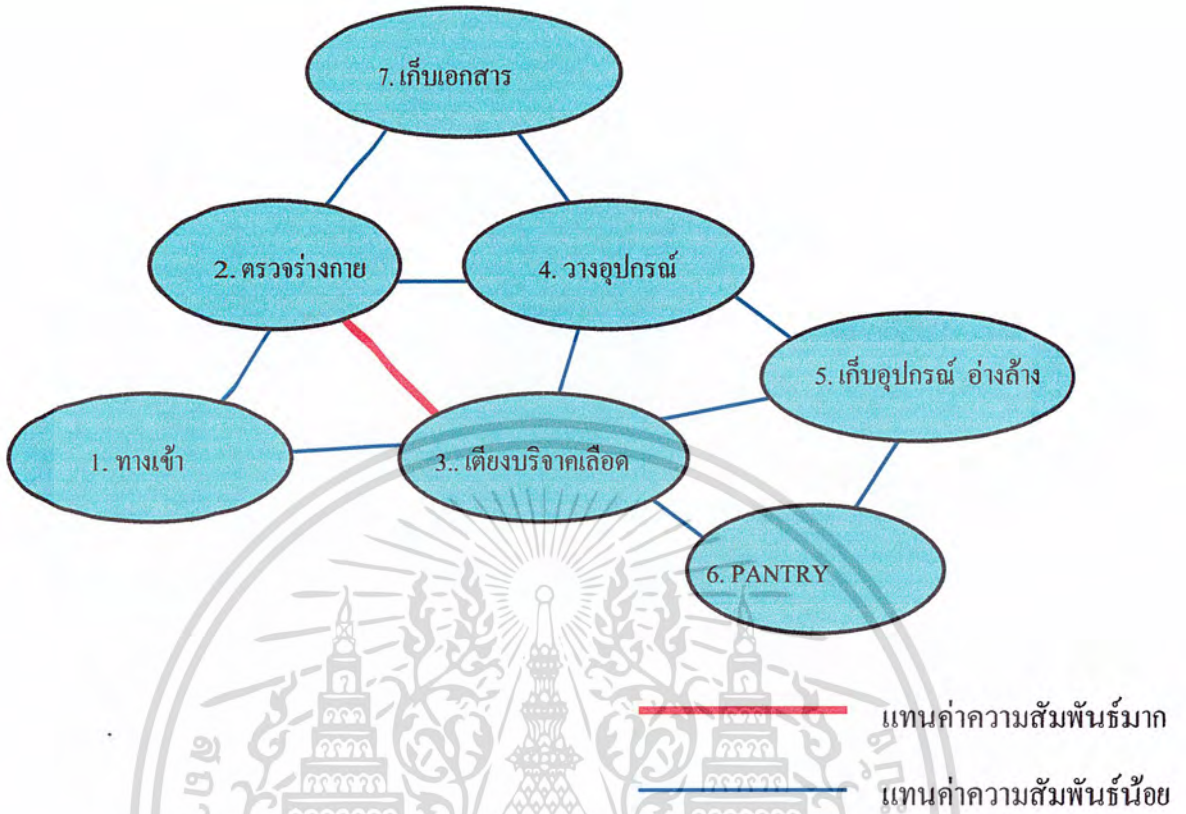 7. เก็บเอกสาร
2. ตรวจร่างกาย
4. วางอุปกรณ์
5. เก็บอุปกรณ์ อ่างล้าง
1. ทางเข้า
3.. เตียงบริจาคเลือด
6. PANTRY
แทนค่าความสัมพันธ์มาก
แทนค่าความสัมพันธ์น้อย